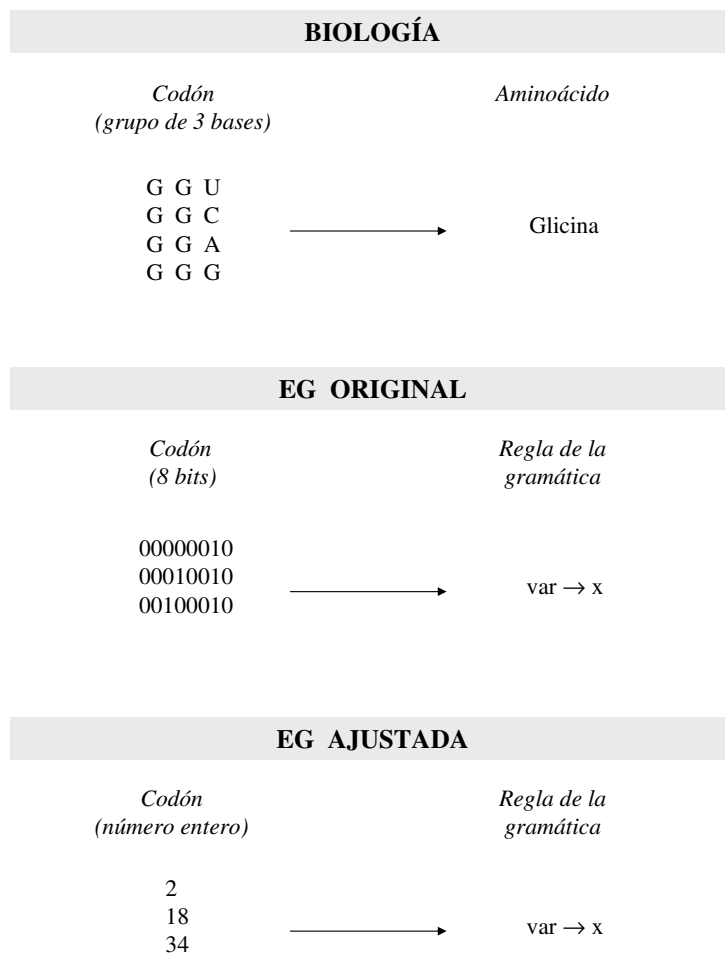 BIOLOGÍA
Codón Aminoácido
(grupo de 3 bases)
G G U
G G C
G G A
G G G
Glicina
EG ORIGINAL
Codón Regla de la
(8 bits) gramática
00000010
00010010
00100010
var → x
EG AJUSTADA
Codón Regla de la
(número entero) gramática
2
18
34
var → x